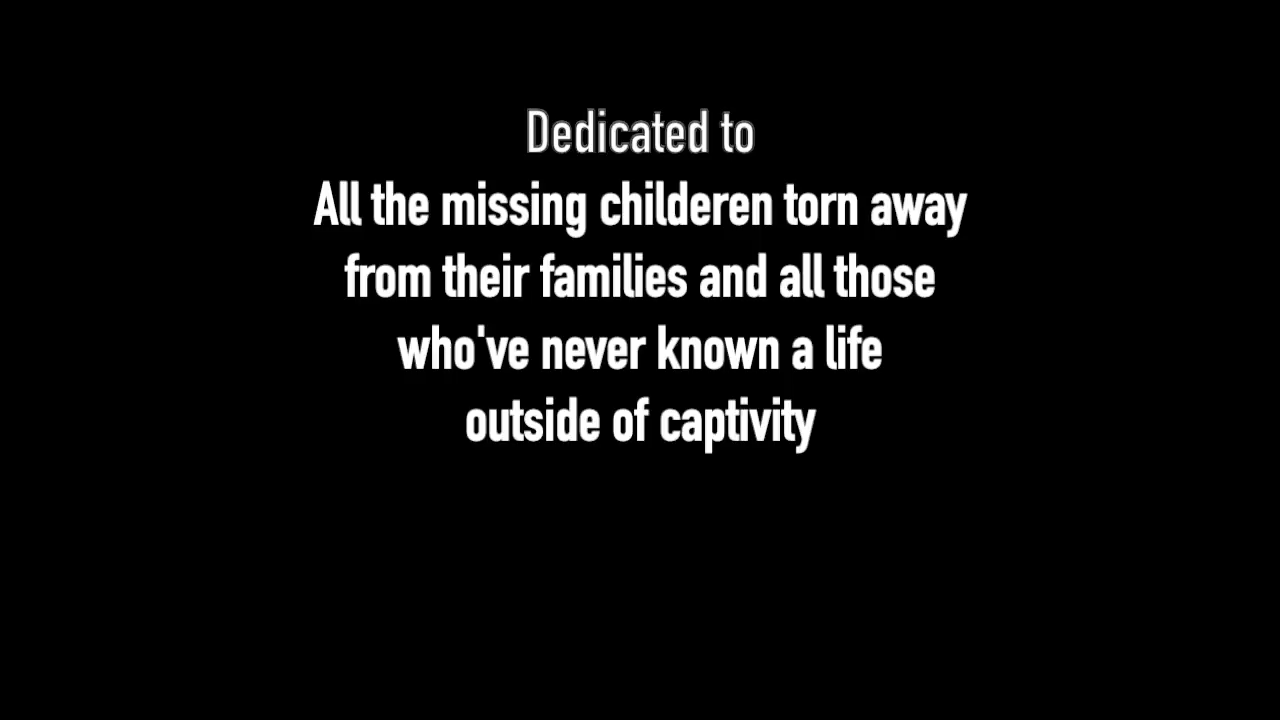 Dedicated to
All the missing childeren torn away
from their families and all those
who've never known a life
outside of captivity